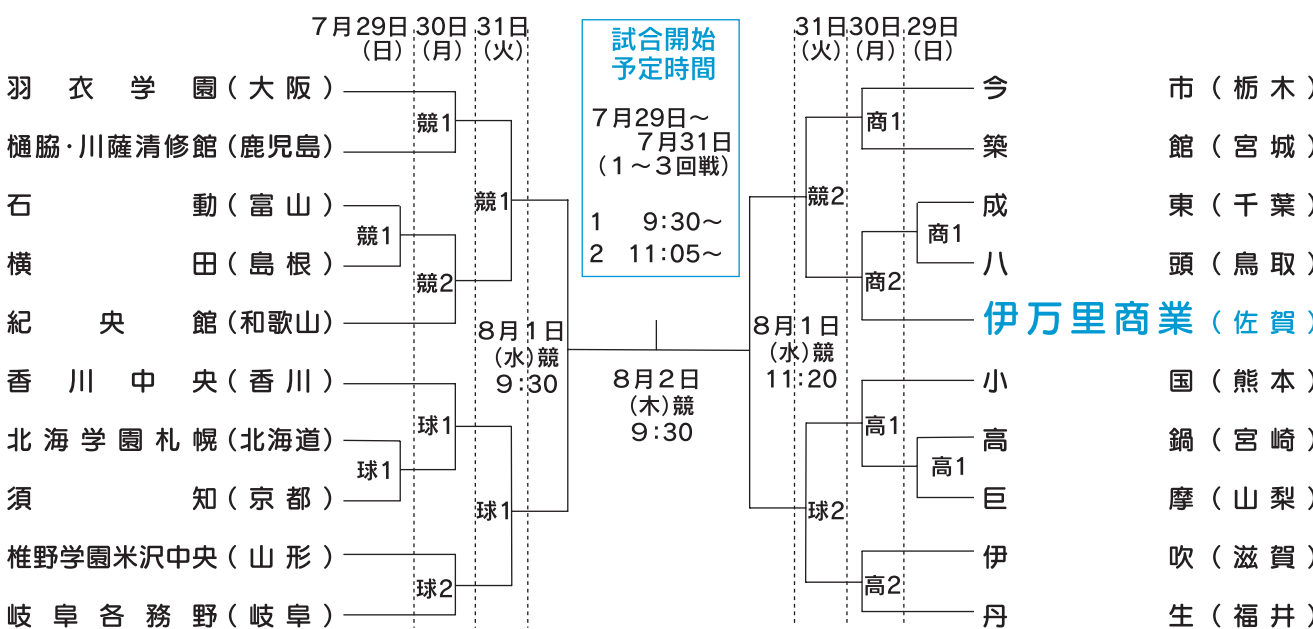 7月29日 30日 31日
(日) (月) (火)
羽衣学園(大阪)
樋脇・川薩清修館(鹿児島)
石動(富山)
横田(島根)
紀央館(和歌山)
香川中央(香川)
北海学園札幌(北海道)
須知(京都)
椎野学園米沢中央(山形)
岐阜各務野(岐阜)
競1
競1
競2
球1
球1
球2
競1
球1
8月1日
(水)競
9:30
試合開始
予定時間
7月29日〜
7月31日
(1〜3回戦)
1 9:30〜
2 11:05〜
8月2日
(木)競
9:30
8月1日
(水)競
11:20
31日 30日 29日
(火) (月) (日)
競2
球2
商1
商1
商2
高1
高1
高2
今市(栃木)
築館(宮城)
成東(千葉)
八頭(鳥取)
伊万里商業(佐賀)
小国(熊本)
高鍋(宮崎)
巨摩(山梨)
伊吹(滋賀)
丹生(福井)